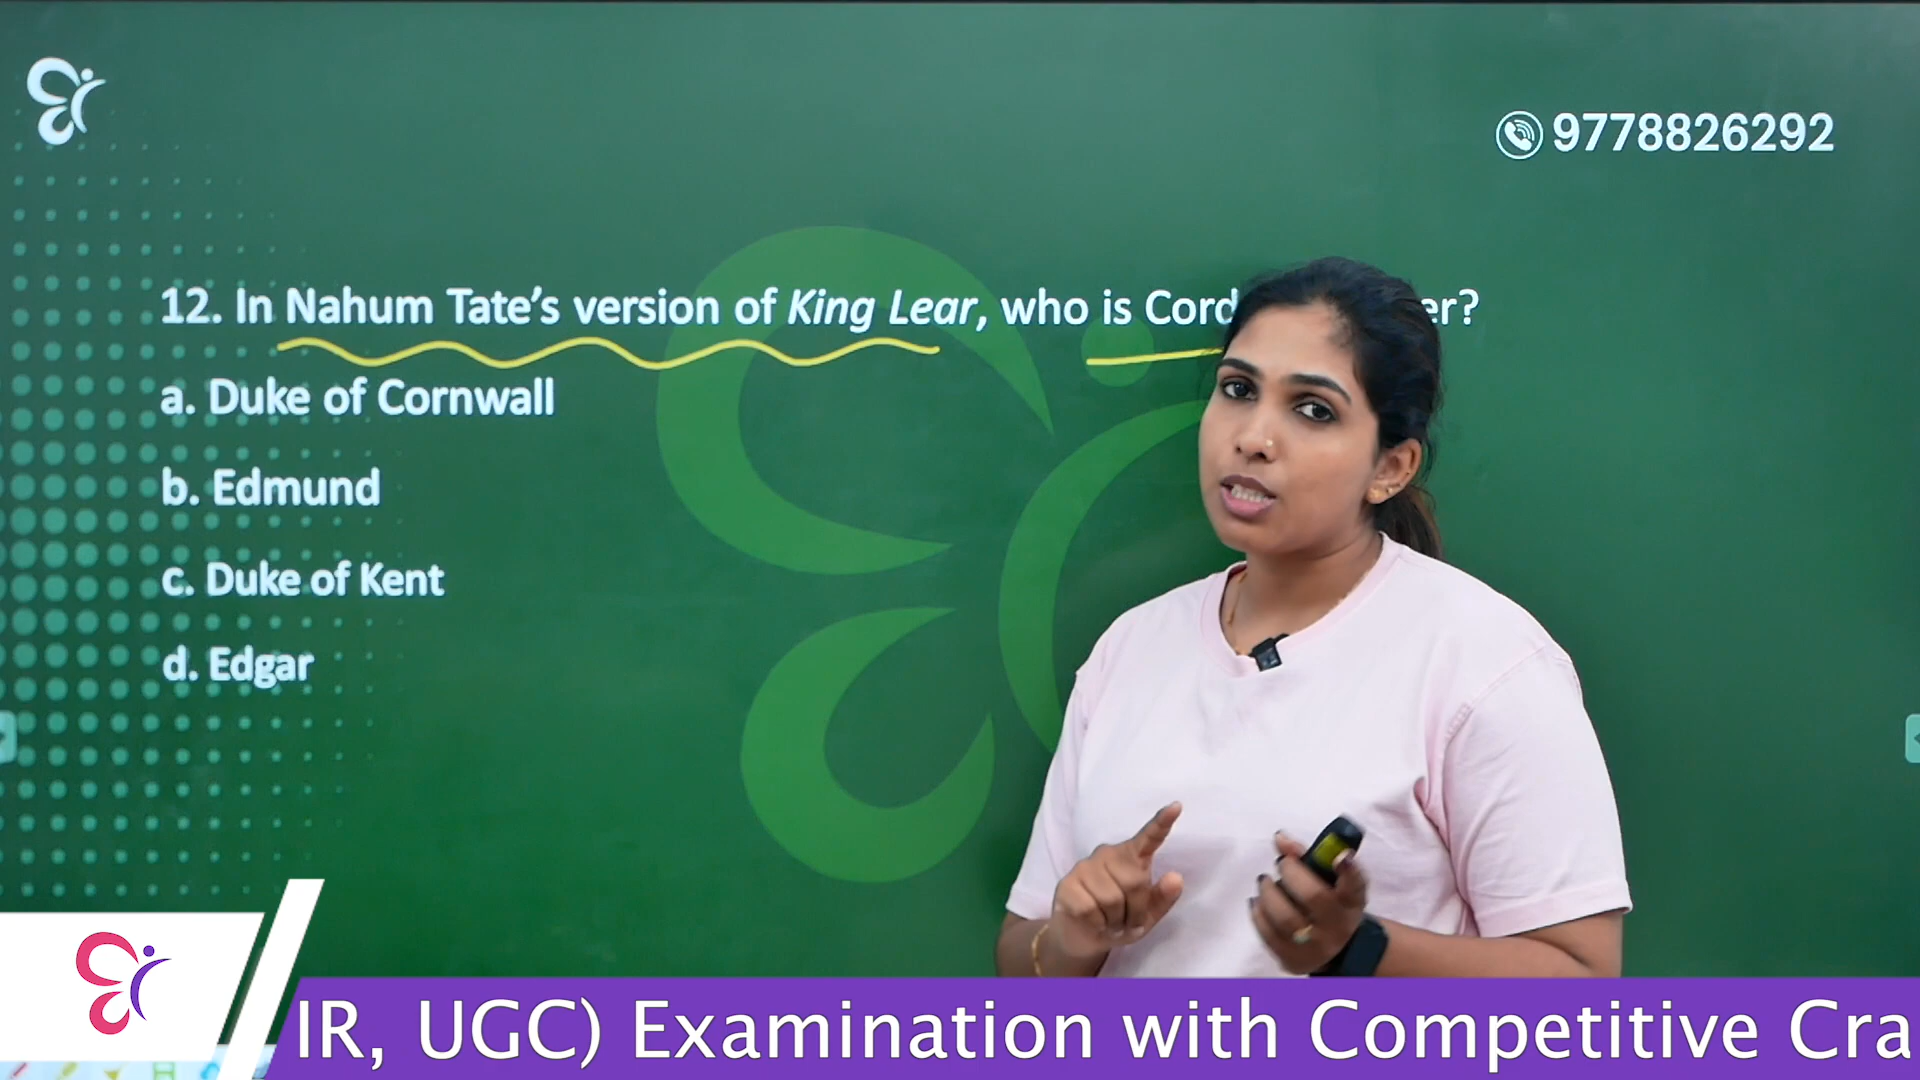 9778826292
12. In Nahum Tate's version of King Lear, who is Cord er?
a. Duke of Cornwall
b. Edmund
c. Duke of Kent
d. Edgar
IR, UGC) Examination with Competitive Cra